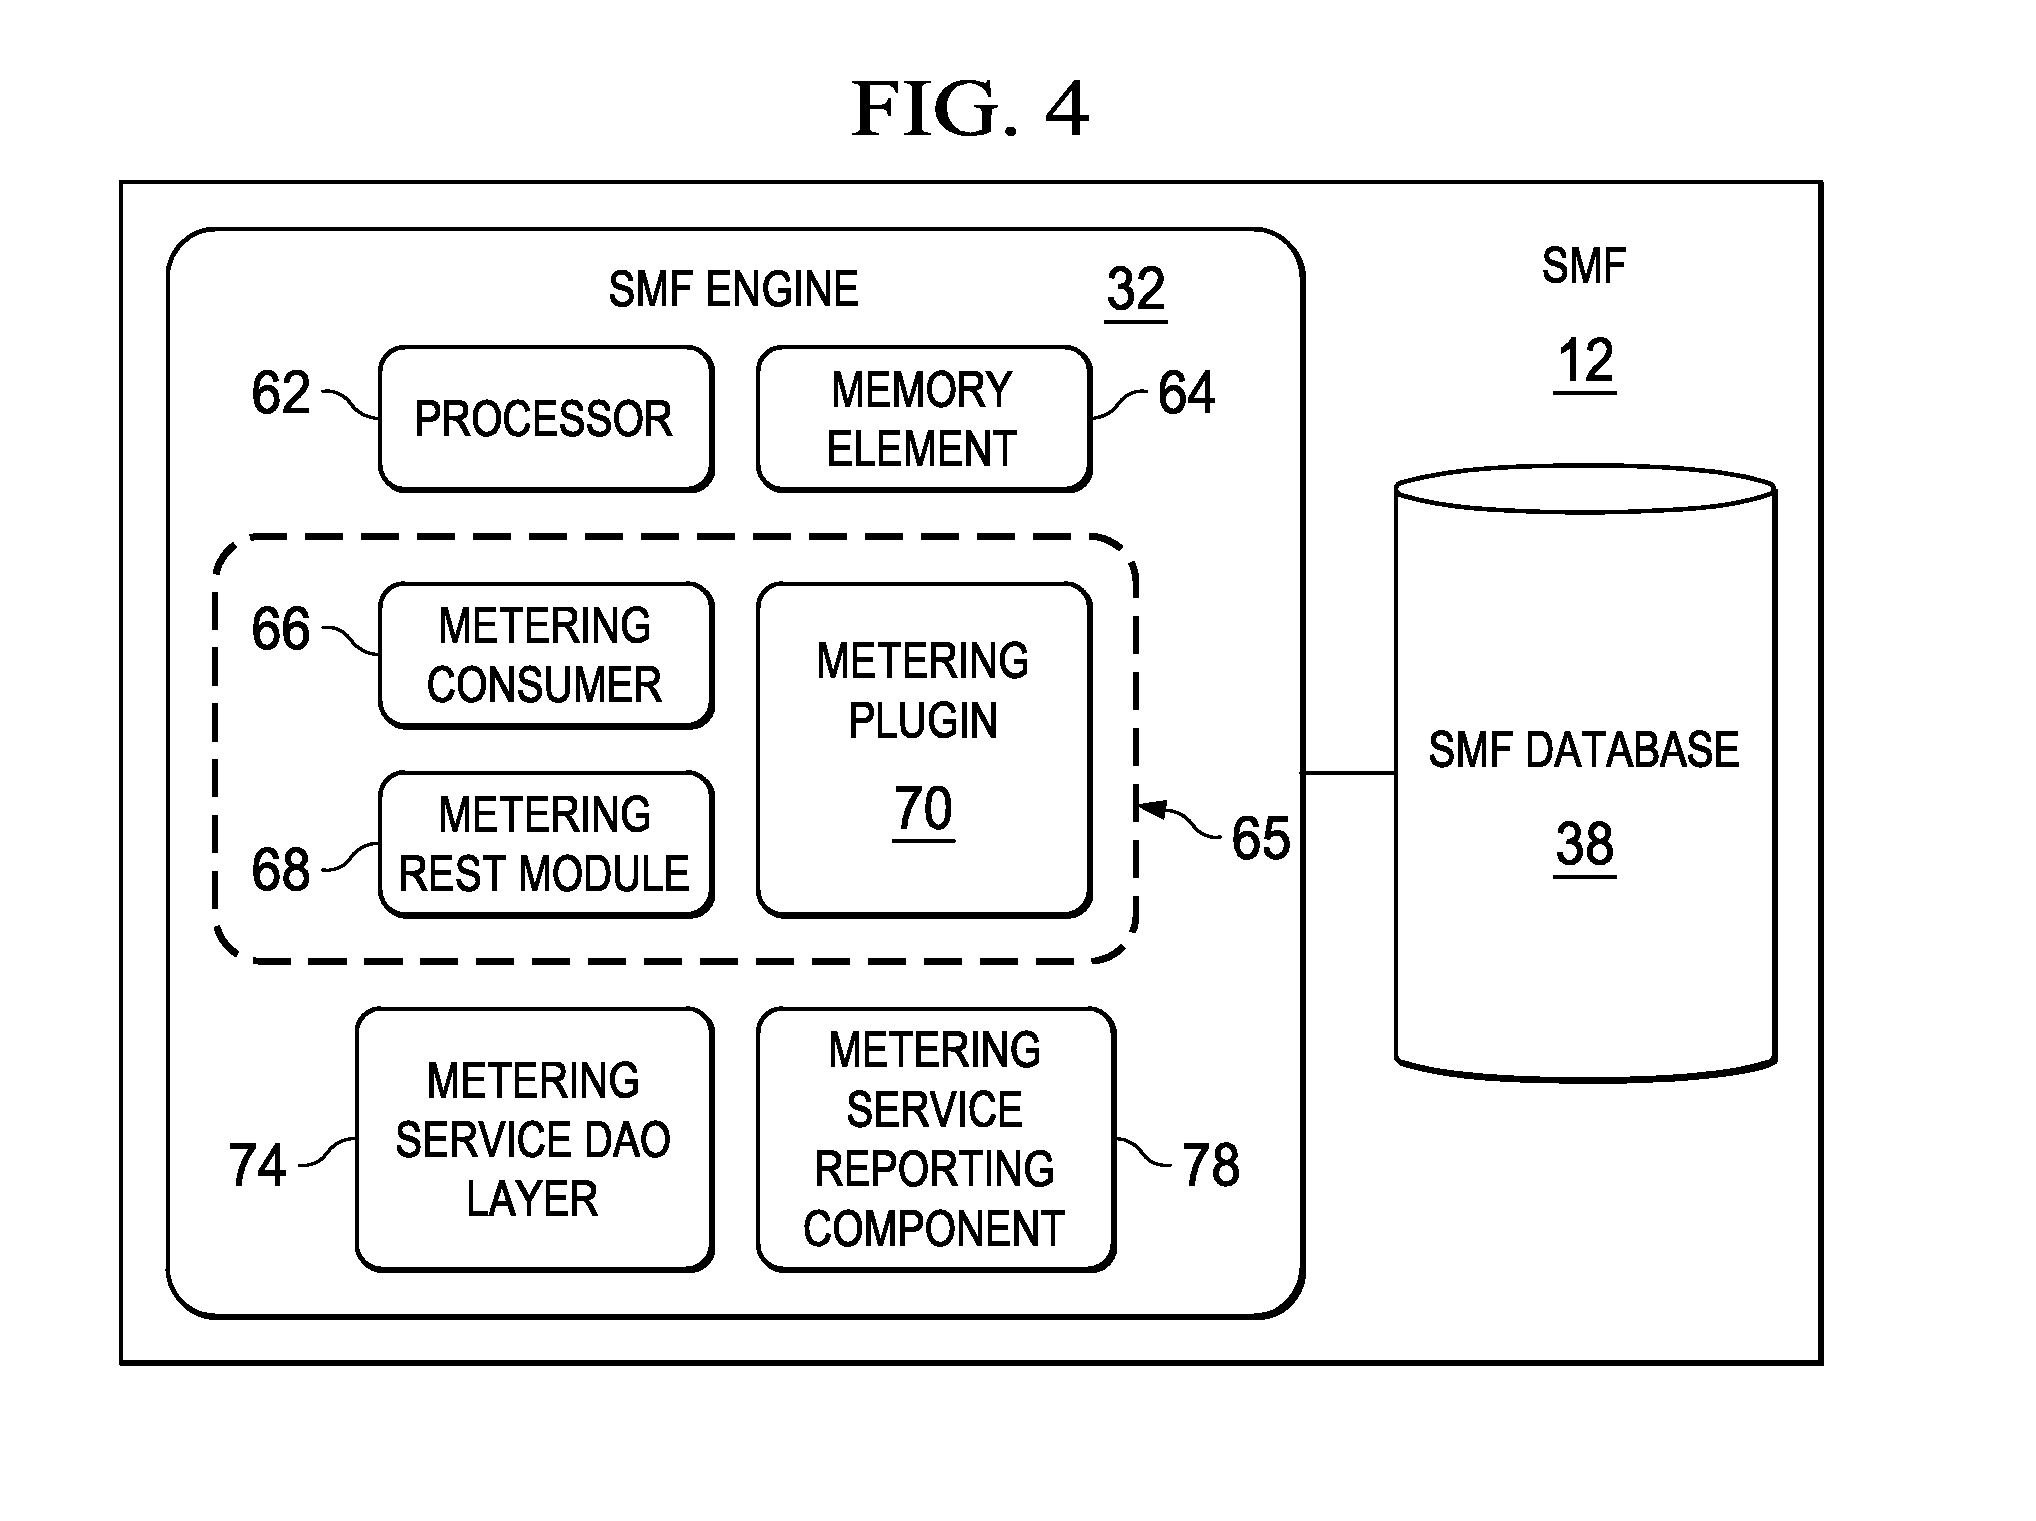 FIG. 4
SMF ENGINE
32
SMF
12
62
PROCESSOR
MEMORY
ELEMENT
64
66
METERING
CONSUMER
METERING
PLUGIN
70
68
METERING
REST MODULE
65
SMF DATABASE
38
74
METERING
SERVICE DAO
LAYER
METERING
SERVICE
REPORTING
COMPONENT
78